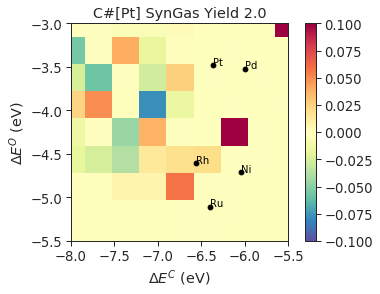 C#[Pt] SynGas Yield 2.0
−3.0
−3.5
−4.0
−4.5
−5.0
−5.5
ΔE^O (eV)
Pt
Pd
Rh
Ni
Ru
−8.0 −7.5 −7.0 −6.5 −6.0 −5.5
ΔE^C (eV)
0.100
0.075
0.050
0.025
0.000
−0.025
−0.050
−0.075
−0.100